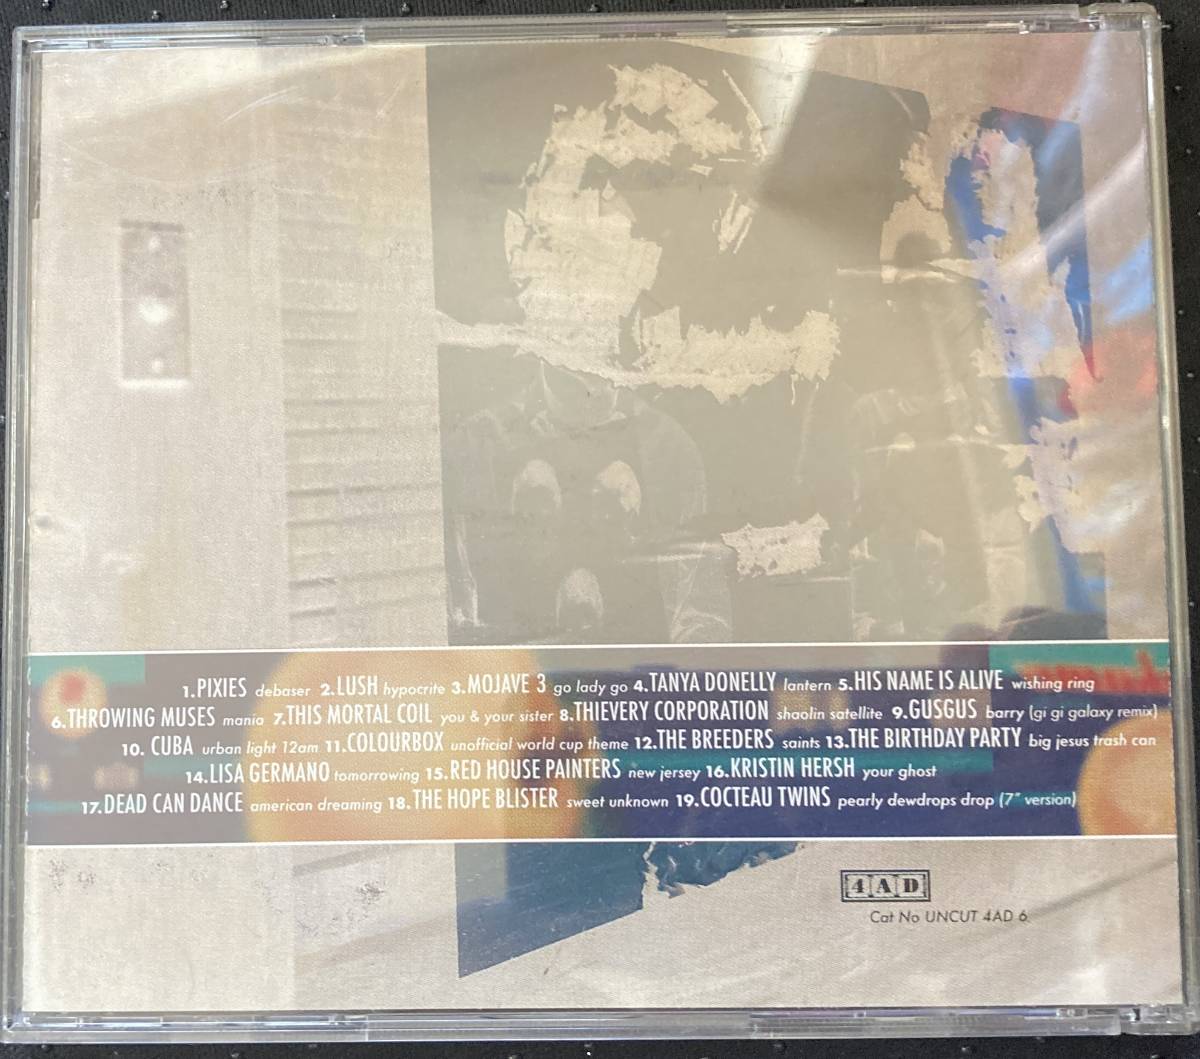 1.PIXIES debaser 2.LUSH hypocrite 3.MOJAVE 3 go lady go 4.TANYA DONELLY lantern 5.HIS NAME IS ALIVE wishing ring
6.THROWING MUSES mania 7.THIS MORTAL COIL you & your sister 8.THIEVERY CORPORATION shaolin satellite 9.GUSGUS barry (gi gi galaxy remix)
10. CUBA urban light 12am 11.COLOURBOX unofficial world cup theme 12.THE BREEDERS saints 13.THE BIRTHDAY PARTY big jesus trash can
14.LISA GERMANO tomorrowing 15.RED HOUSE PAINTERS new jersey 16.KRISTIN HERSH your ghost
17.DEAD CAN DANCE american dreaming 18.THE HOPE BLISTER sweet unknown 19.COCTEAU TWINS pearly dewdrops drop (7" version)
4AD
Cat No UNCUT 4AD 6